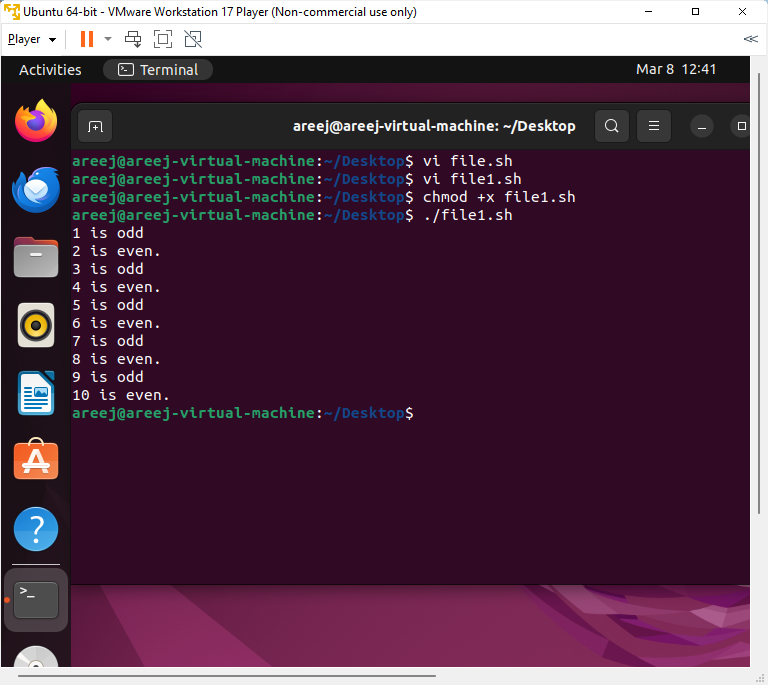 Ubuntu 64-bit - VMware Workstation 17 Player (Non-commercial use only)
Player
Activities
Terminal
Mar 8 12:41
areej@areej-virtual-machine: ~/Desktop
areej@areej-virtual-machine:~/Desktop$ vi file.sh
areej@areej-virtual-machine:~/Desktop$ vi file1.sh
areej@areej-virtual-machine:~/Desktop$ chmod +x file1.sh
areej@areej-virtual-machine:~/Desktop$ ./file1.sh
1 is odd
2 is even.
3 is odd
4 is even.
5 is odd
6 is even.
7 is odd
8 is even.
9 is odd
10 is even.
areej@areej-virtual-machine:~/Desktop$